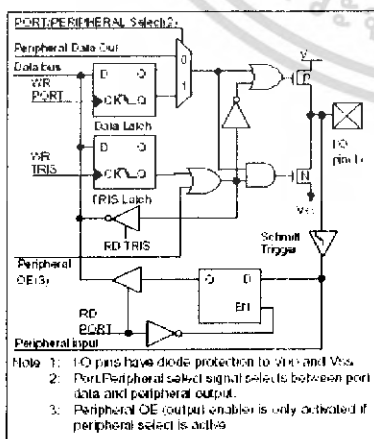 PORT/PERIPHERAL Select(2)
Peripheral Data Out
Data bus
WR
PORT
D Q
CK Q
Data Latch
0
1
P
N
I/O
pin(1)
WR
TRIS
D Q
CK Q
TRIS Latch
Vss
RD TRIS
Schmitt
Trigger
Peripheral
OE(3)
Q D
EN
RD
PORT
Peripheral input
Note 1: I/O pins have diode protection to VDD and VSS.
2: Port/Peripheral select signal selects between port
data and peripheral output.
3: Peripheral OE (output enable) is only activated if
peripheral select is active